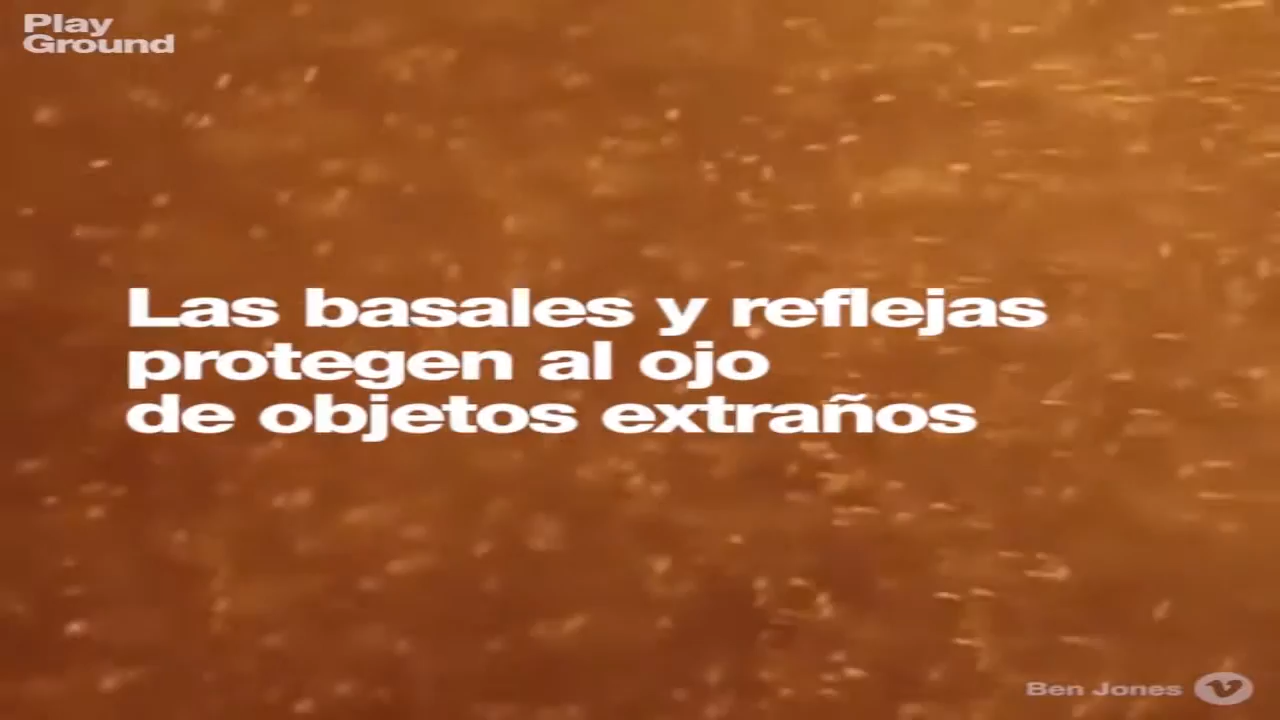 Play
Ground
Las basales y reflejas
protegen al ojo
de objetos extraños
Ben Jones